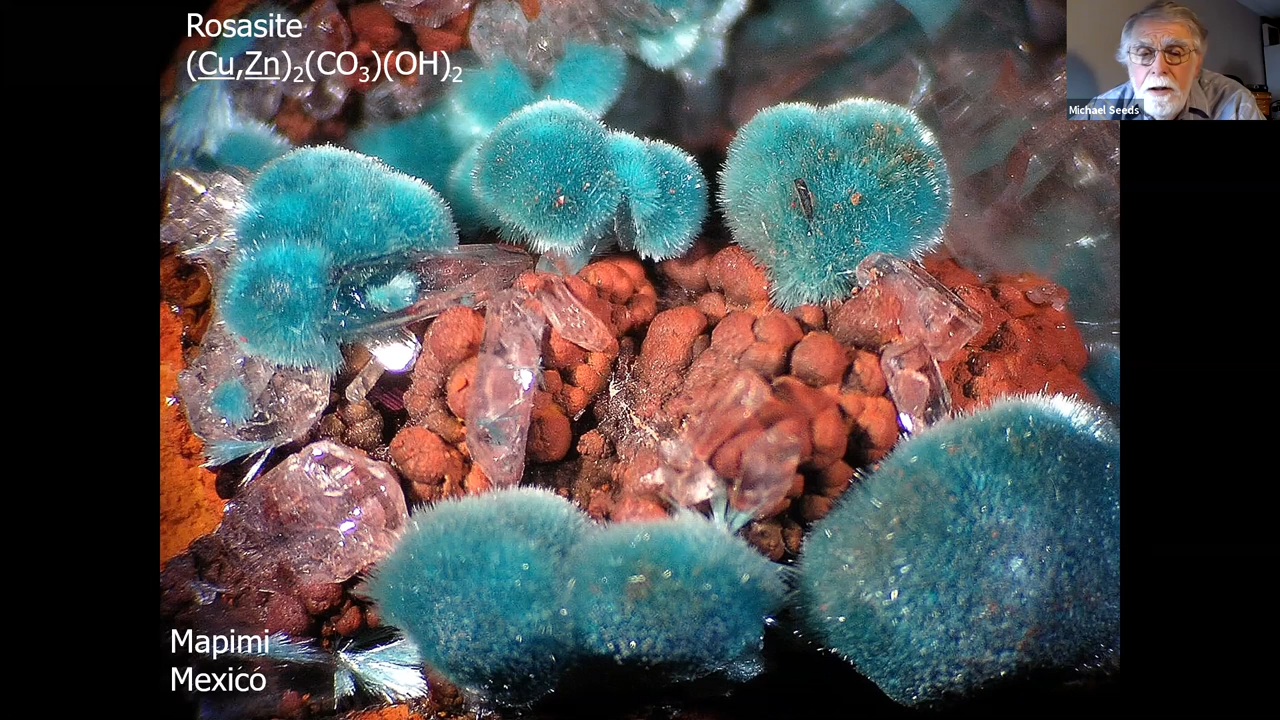 Rosasite
(Cu,Zn)₂(CO₃)(OH)₂
Michael Seeds
Mapimi
Mexico